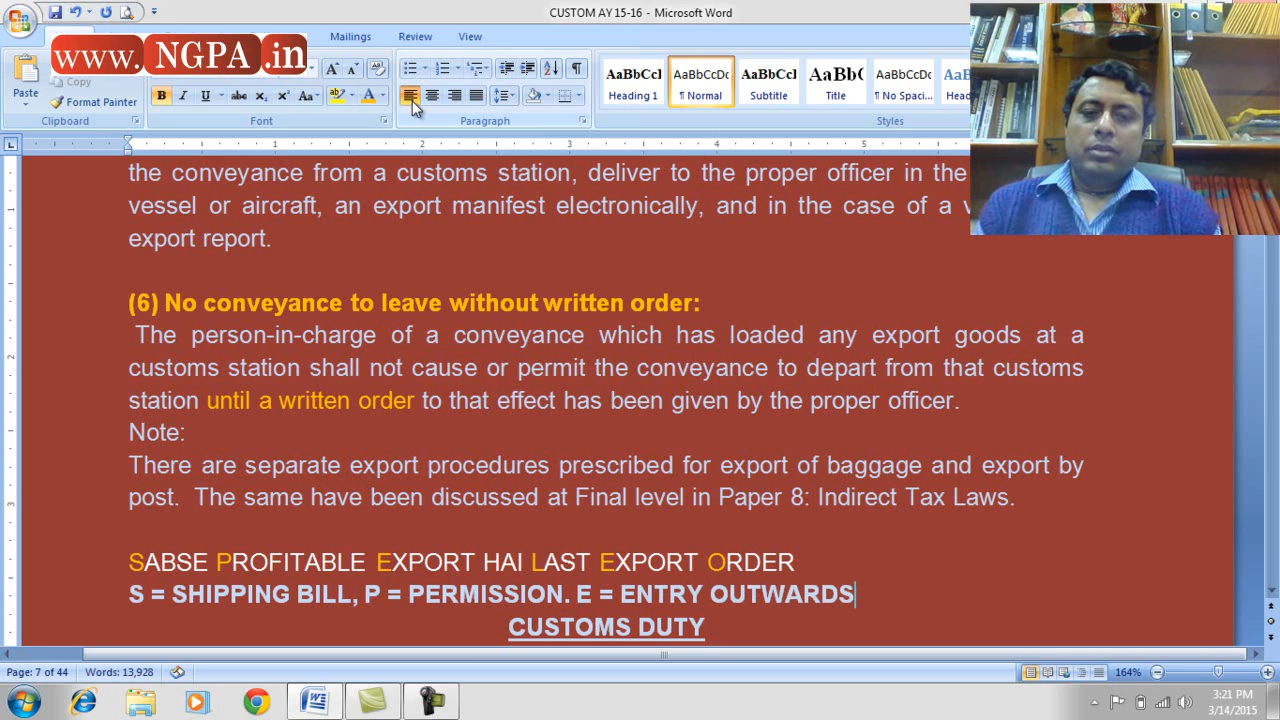 CUSTOM AY 15-16 - Microsoft Word
www. NGPA .in
Mailings Review View
Paste
Copy
Format Painter
Clipboard
Font
Paragraph
AaBbCcI AaBbCcDc AaBbCcI AaBb( AaBbCcDc
Heading 1 ¶ Normal Subtitle Title ¶ No Spaci... Head
Styles
1 2 3 4 5
the conveyance from a customs station, deliver to the proper officer in the
vessel or aircraft, an export manifest electronically, and in the case of a v
export report.
(6) No conveyance to leave without written order:
The person-in-charge of a conveyance which has loaded any export goods at a
customs station shall not cause or permit the conveyance to depart from that customs
station until a written order to that effect has been given by the proper officer.
Note:
There are separate export procedures prescribed for export of baggage and export by
post. The same have been discussed at Final level in Paper 8: Indirect Tax Laws.
SABSE PROFITABLE EXPORT HAI LAST EXPORT ORDER
S = SHIPPING BILL, P = PERMISSION. E = ENTRY OUTWARDS
CUSTOMS DUTY
Page: 7 of 44 Words: 13,928 164%
3:21 PM
3/14/2015